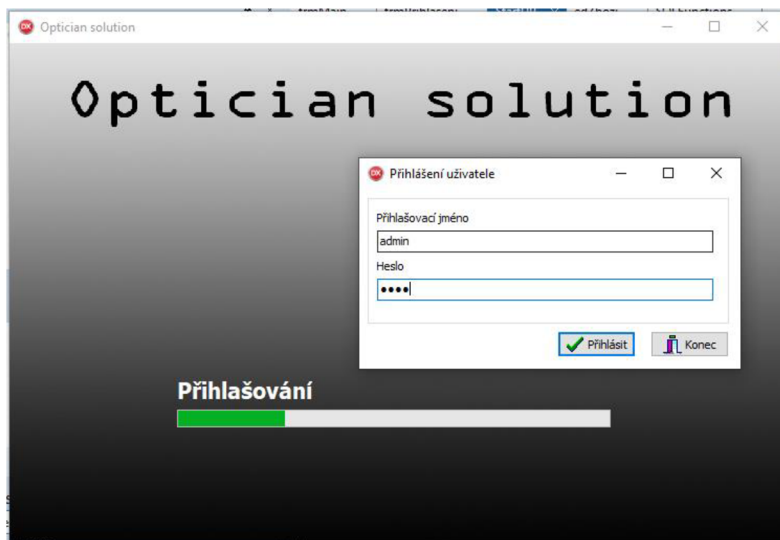 Optician solution
Optician solution
Přihlášení uživatele
Přihlašovací jméno
admin
Heslo
Přihlásit
Konec
Přihlašování